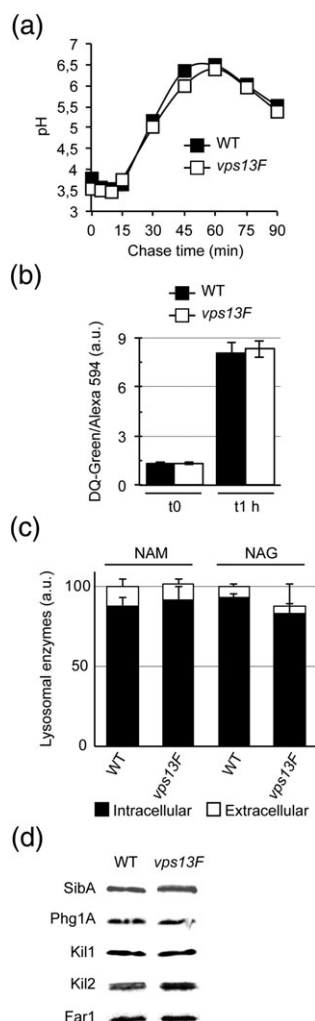 (a)
6,5
6
5,5
5
4,5
4
3,5
3
pH
0 15 30 45 60 75 90
Chase time (min)
WT
vps13F
(b)
WT
vps13F
DQ-Green/Alexa 594 (a.u.)
9
6
3
0
t0 t1 h
(c)
NAM NAG
Lysosomal enzymes (a.u.)
100
50
0
WT vps13F WT vps13F
Intracellular Extracellular
(d)
WT vps13F
SibA
Phg1A
Kil1
Kil2
Far1